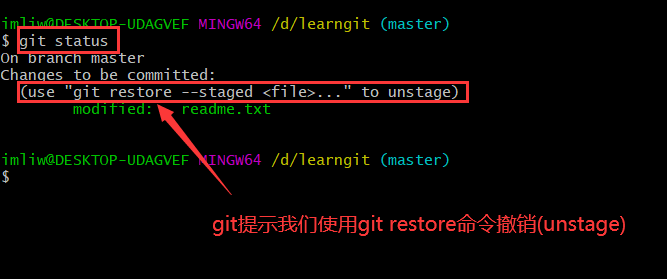 imliw@DESKTOP-UDAGVEF MINGW64 /d/learngit (master)
$ git status
On branch master
Changes to be committed:
  (use "git restore --staged <file>..." to unstage)
        modified:   readme.txt

imliw@DESKTOP-UDAGVEF MINGW64 /d/learngit (master)
$
git提示我们使用git restore命令撤销(unstage)